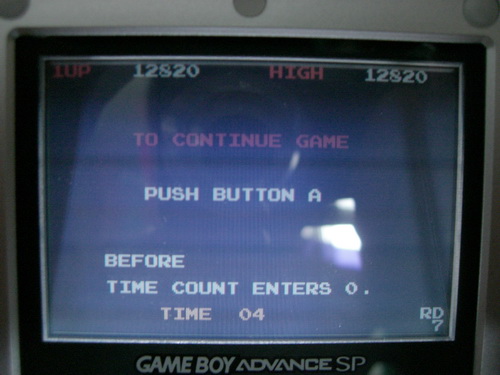 1UP 12820 HIGH 12820
TO CONTINUE GAME
PUSH BUTTON A
BEFORE
TIME COUNT ENTERS 0.
TIME 04
RD
7
GAME BOY ADVANCE SP